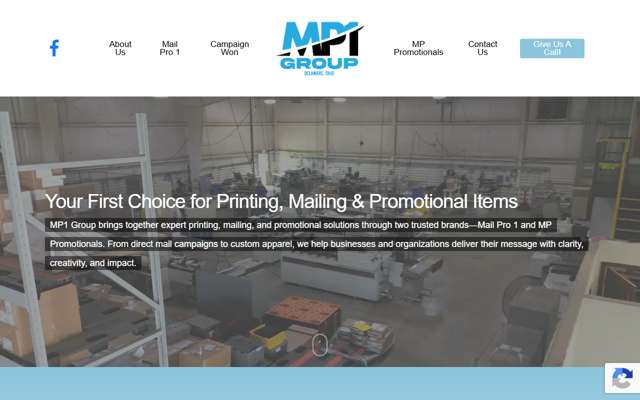 About
Us
Mail
Pro 1
Campaign
Won
MP1
GROUP
DELAWARE, OHIO
MP
Promotionals
Contact
Us
Give Us A
Call!
Your First Choice for Printing, Mailing & Promotional Items
MP1 Group brings together expert printing, mailing, and promotional solutions through two trusted brands—Mail Pro 1 and MP
Promotionals. From direct mail campaigns to custom apparel, we help businesses and organizations deliver their message with clarity,
creativity, and impact.